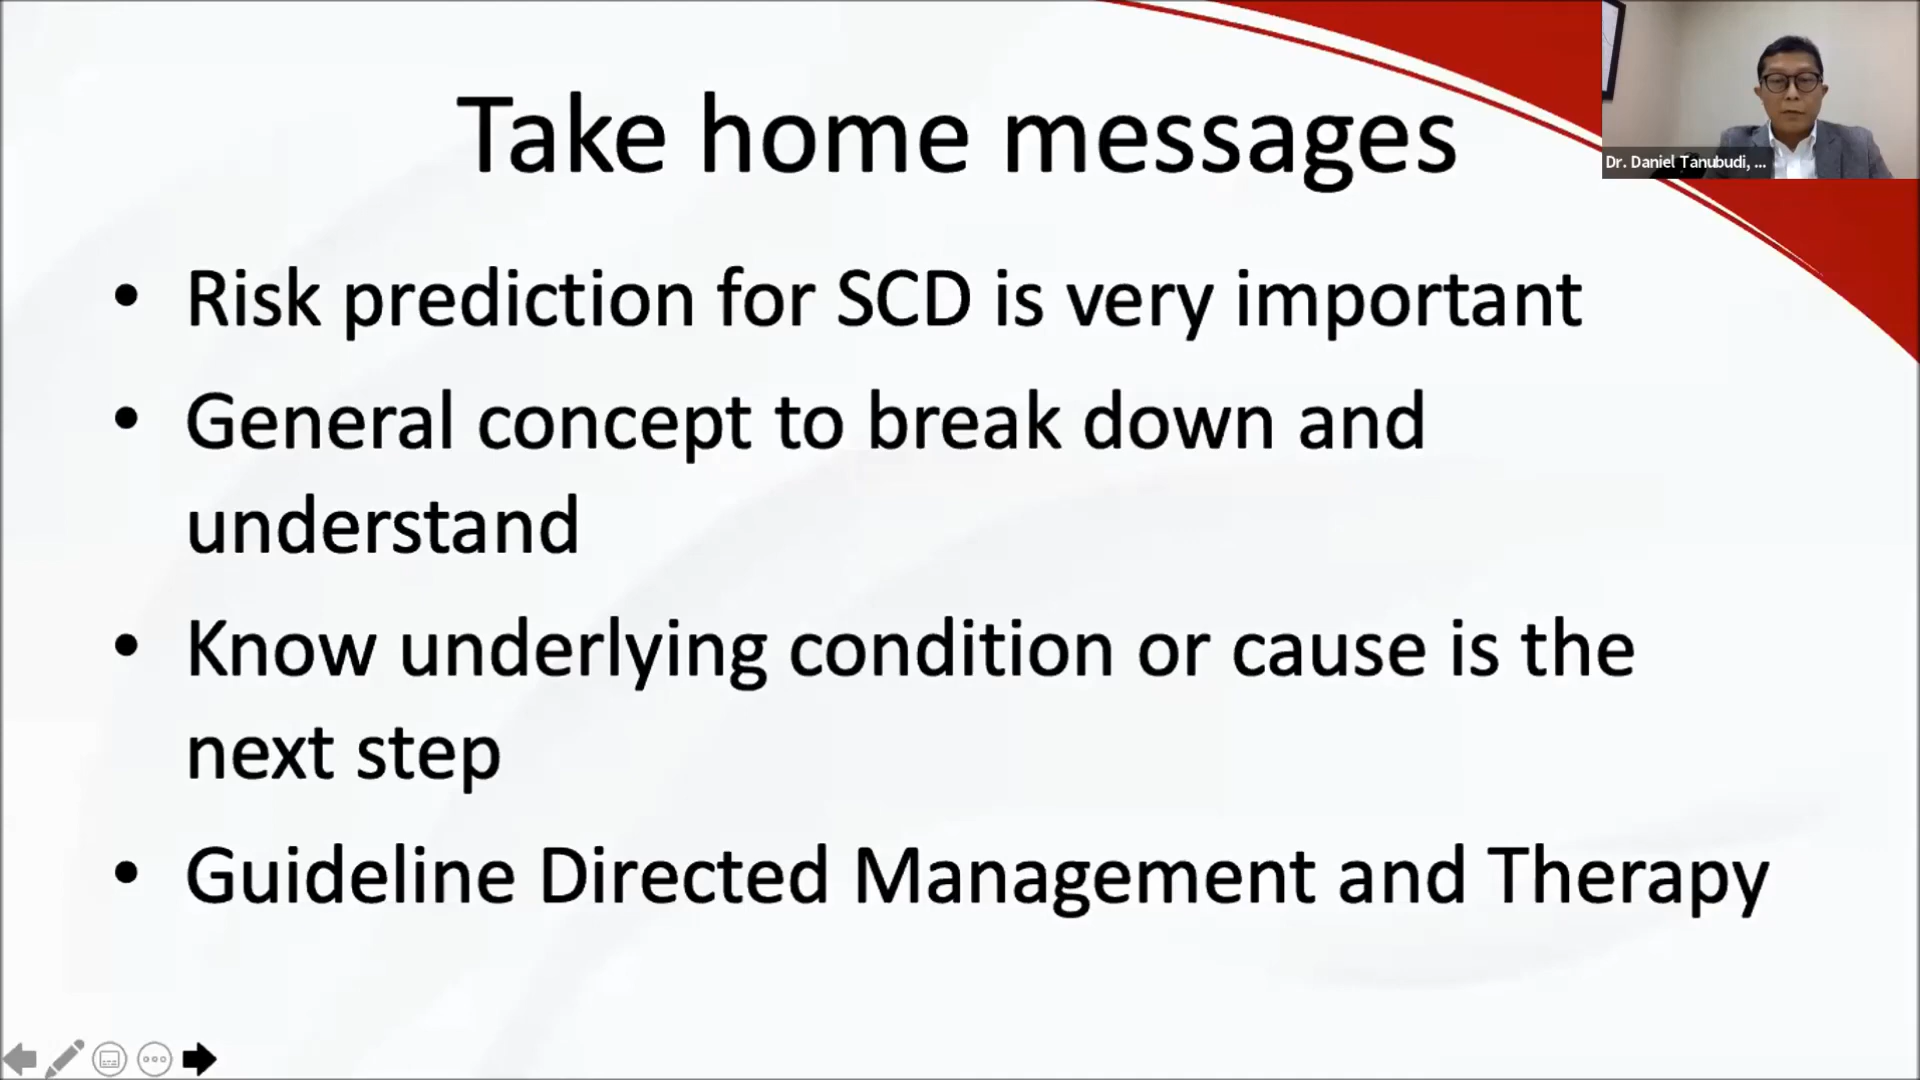 Take home messages
Dr. Daniel Tanubudi, ...
• Risk prediction for SCD is very important
• General concept to break down and
understand
• Know underlying condition or cause is the
next step
• Guideline Directed Management and Therapy